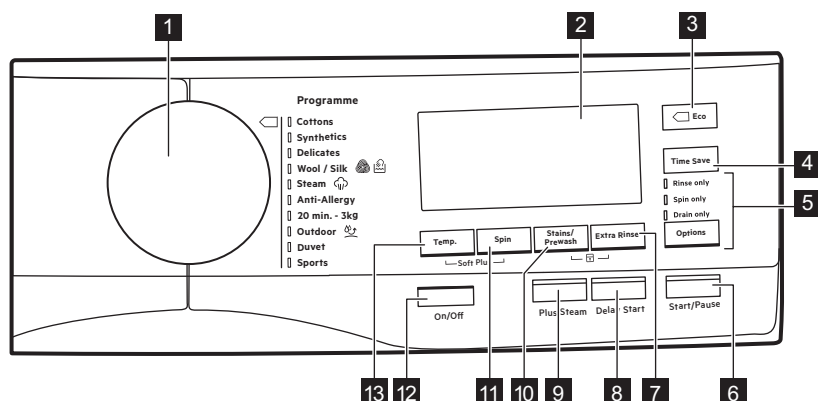 1
2
3
Programme
Cottons
Synthetics
Delicates
Wool / Silk
Steam
Anti-Allergy
20 min. - 3kg
Outdoor
Duvet
Sports
Eco
Time Save
4
Rinse only
Spin only
Drain only
5
Options
Temp.
Spin
Stains/
Prewash
Extra Rinse
Soft Plus
On/Off
Plus Steam
Delay Start
Start/Pause
13
12
11
10
9
8
7
6